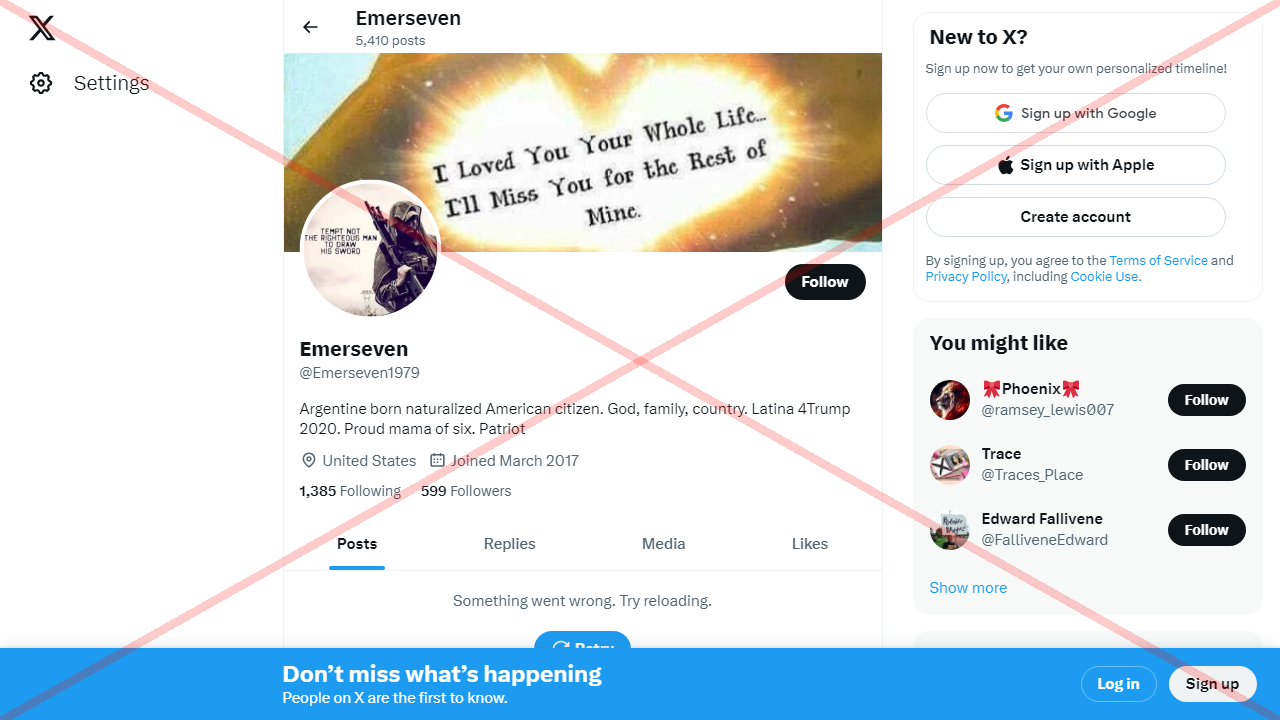 Settings
Emerseven
5,410 posts
I Loved You Your Whole Life...
I'll Miss You for the Rest of
Mine.
TEMPT NOT
THE RIGHTEOUS MAN
TO DRAW
HIS SWORD
Follow
Emerseven
@Emerseven1979
Argentine born naturalized American citizen. God, family, country. Latina 4Trump
2020. Proud mama of six. Patriot
United States Joined March 2017
1,385 Following 599 Followers
Posts Replies Media Likes
Something went wrong. Try reloading.
Retry
New to X?
Sign up now to get your own personalized timeline!
Sign up with Google
Sign up with Apple
Create account
By signing up, you agree to the Terms of Service and
Privacy Policy, including Cookie Use.
You might like
🎀Phoenix🎀
@ramsey_lewis007
Follow
Trace
@Traces_Place
Follow
Edward Fallivene
@FalliveneEdward
Follow
Show more
Don’t miss what’s happening
People on X are the first to know.
Log in
Sign up